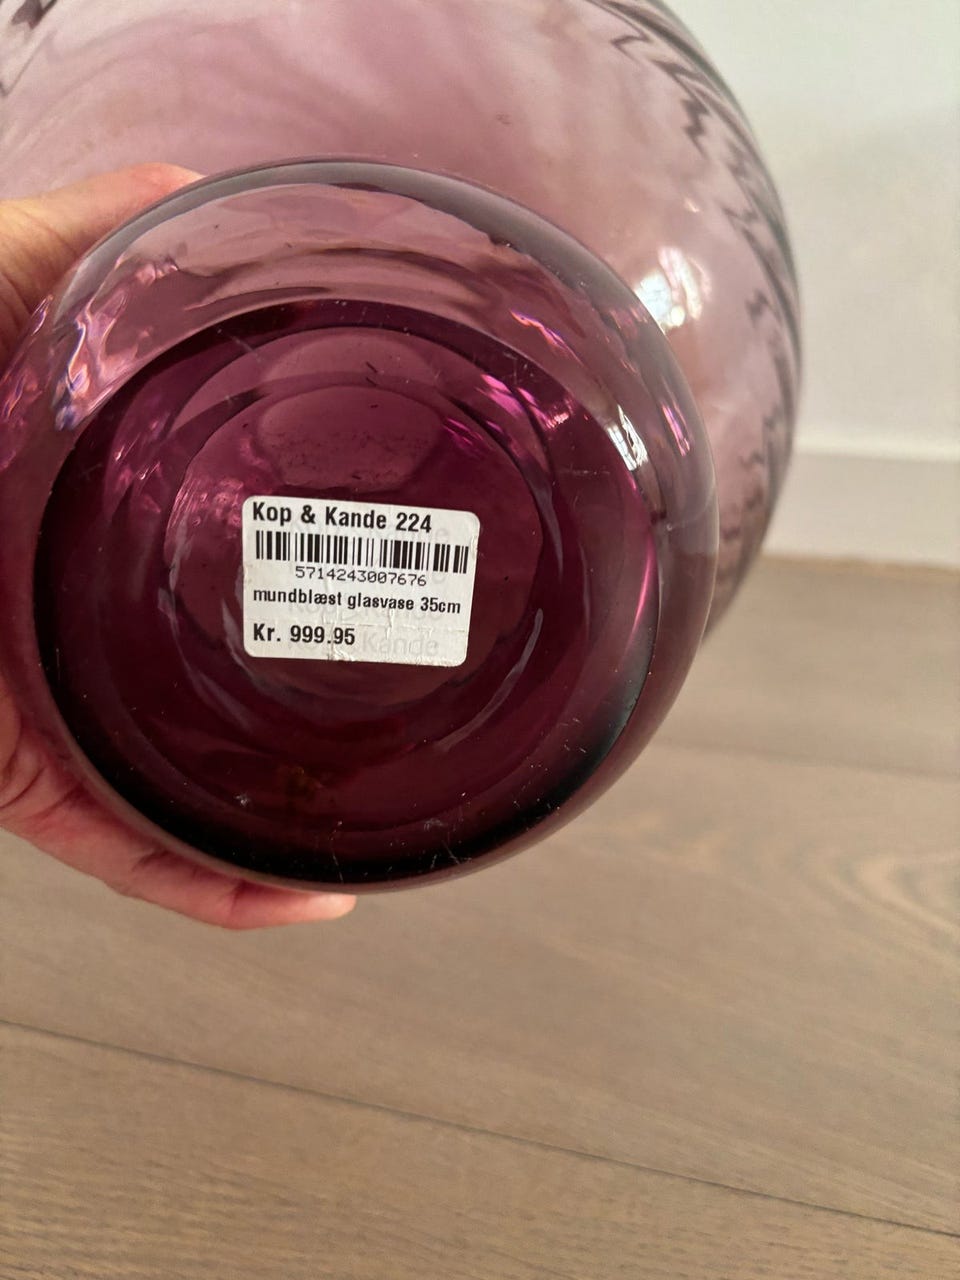 Kop & Kande 224
5714243007676
mundblæst glasvase 35cm
Kr. 999.95